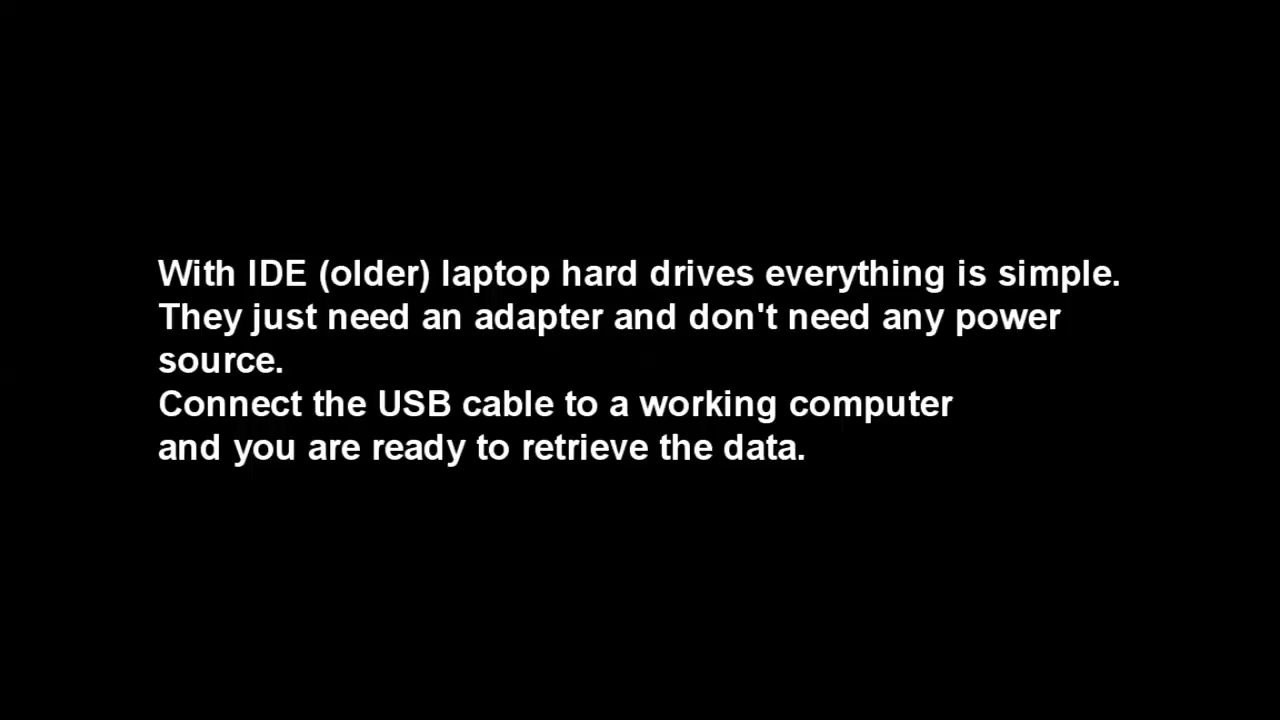 With IDE (older) laptop hard drives everything is simple.
They just need an adapter and don't need any power
source.
Connect the USB cable to a working computer
and you are ready to retrieve the data.